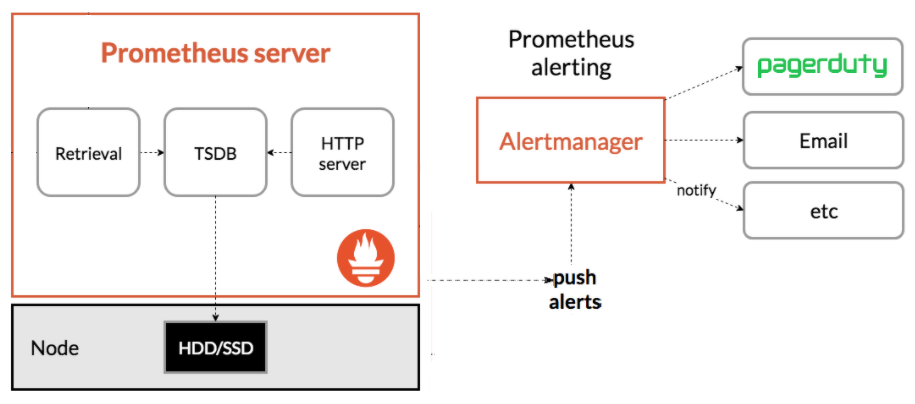 Prometheus server
Retrieval
TSDB
HTTP
server
Node
HDD/SSD
Prometheus
alerting
Alertmanager
push
alerts
notify
pagerduty
Email
etc